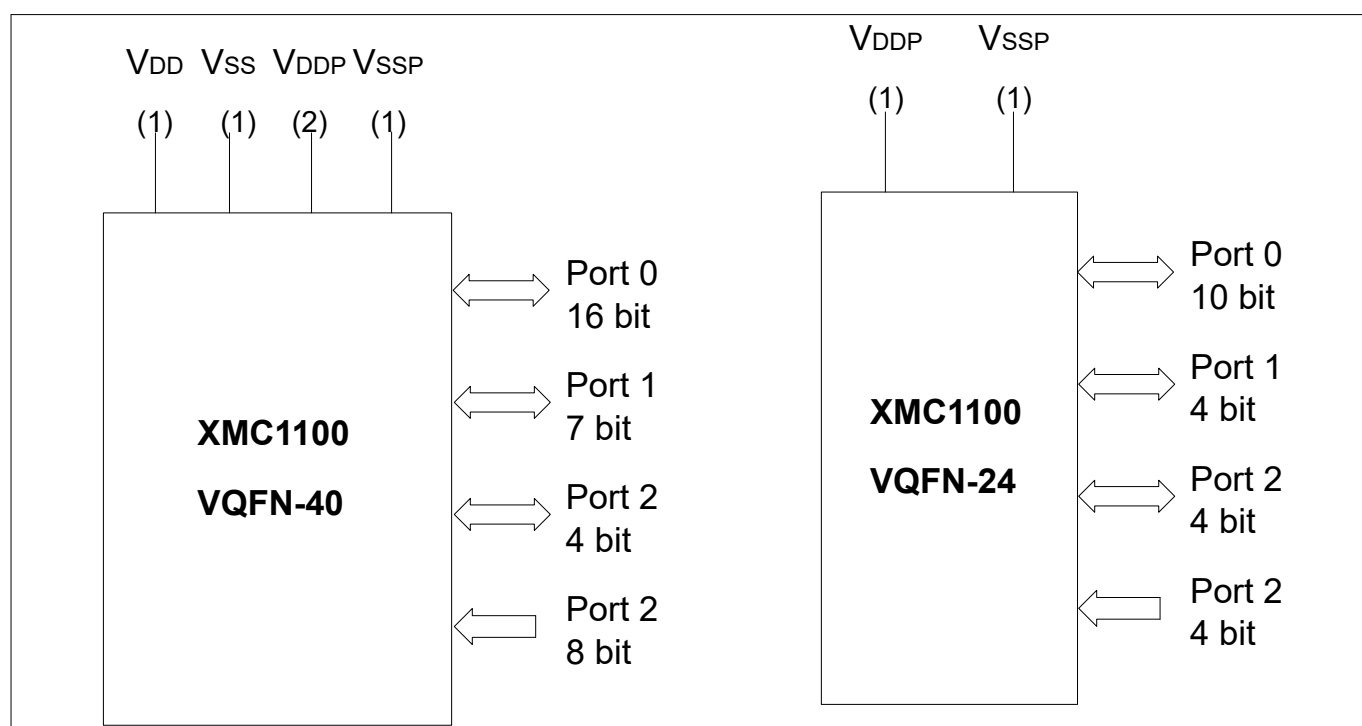 VDD VSS VDDP VSSP
(1) (1) (2) (1)
XMC1100
VQFN-40
Port 0
16 bit
Port 1
7 bit
Port 2
4 bit
Port 2
8 bit
VDDP VSSP
(1) (1)
XMC1100
VQFN-24
Port 0
10 bit
Port 1
4 bit
Port 2
4 bit
Port 2
4 bit